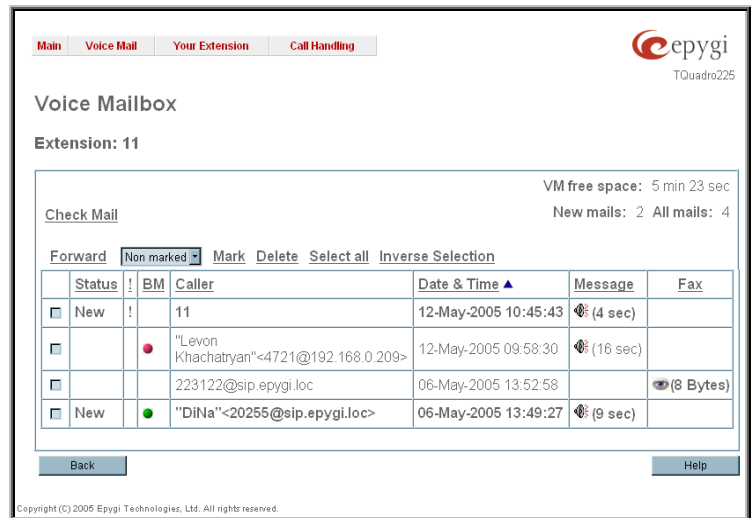 Main Voice Mail Your Extension Call Handling
epygi
TQuadro225
Voice Mailbox
Extension: 11
VM free space: 5 min 23 sec
Check Mail
New mails: 2 All mails: 4
Forward Non marked Mark Delete Select all Inverse Selection
Status ! BM Caller Date & Time ▲ Message Fax
New ! 11 12-May-2005 10:45:43 (4 sec)
"Levon
Khachatryan"<4721@192.168.0.209> 12-May-2005 09:58:30 (16 sec)
223122@sip.epygi.loc 06-May-2005 13:52:58 (8 Bytes)
New "DiNa"<20255@sip.epygi.loc> 06-May-2005 13:49:27 (9 sec)
Back Help
Copyright (C) 2005 Epygi Technologies, Ltd. All rights reserved.